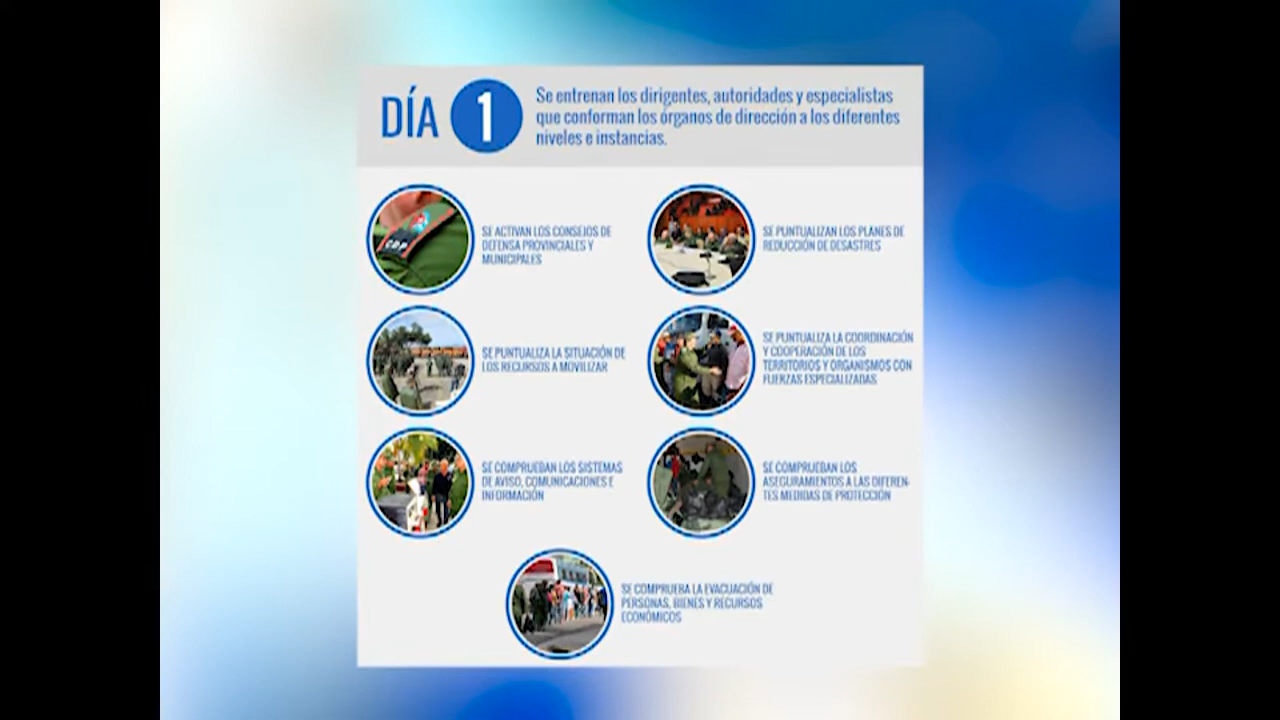 DÍA 1
Se entrenan los dirigentes, autoridades y especialistas
que conforman los órganos de dirección a los diferentes
niveles e instancias.
CDP
SE ACTIVAN LOS CONSEJOS DE
DEFENSA PROVINCIALES Y
MUNICIPALES
SE PUNTUALIZAN LOS PLANES DE
REDUCCIÓN DE DESASTRES
SE PUNTUALIZA LA SITUACIÓN DE
LOS RECURSOS A MOVILIZAR
SE PUNTUALIZA LA COORDINACIÓN
Y COOPERACIÓN DE LOS
TERRITORIOS Y ORGANISMOS CON
FUERZAS ESPECIALIZADAS
SE COMPRUEBAN LOS SISTEMAS
DE AVISO, COMUNICACIONES E
INFORMACIÓN
SE COMPRUEBAN LOS
ASEGURAMIENTOS A LAS DIFEREN-
TES MEDIDAS DE PROTECCIÓN
SE COMPRUEBA LA EVACUACIÓN DE
PERSONAS, BIENES Y RECURSOS
ECONÓMICOS